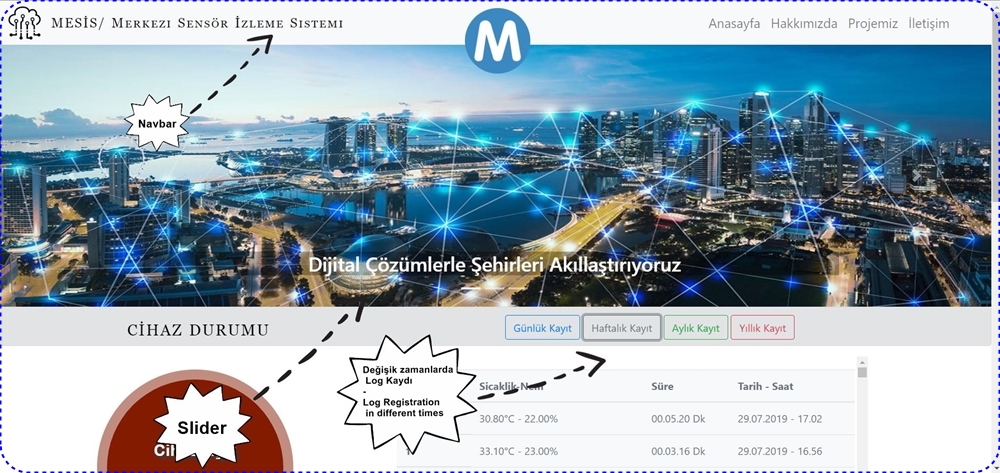 MESİS/ Merkezi Sensör İzleme Sistemi
M
Anasayfa Hakkımızda Projemiz İletişim
Navbar
Dijital Çözümlerle Şehirleri Akıllaştırıyoruz
CİHAZ DURUMU
Günlük Kayıt Haftalık Kayıt Aylık Kayıt Yıllık Kayıt
Değişik zamanlarda
Log Kaydı
Log Registration
in different times
Slider
Sicaklik-Nem Süre Tarih - Saat
30.80°C - 22.00% 00.05.20 Dk 29.07.2019 - 17.02
33.10°C - 23.00% 00.03.16 Dk 29.07.2019 - 16.56